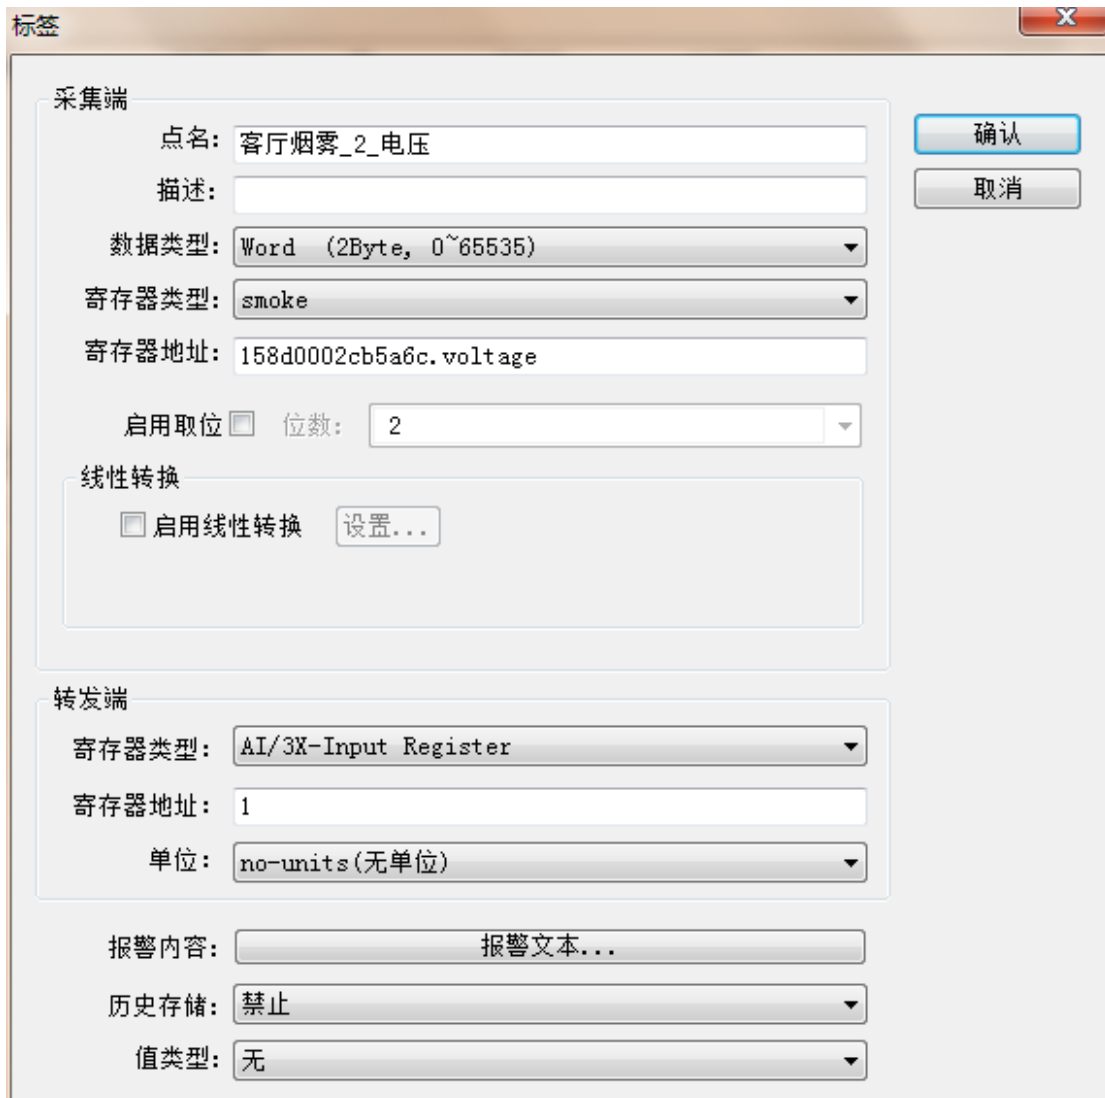 标签
X
采集端
点名: 客厅烟雾_2_电压
确认
描述:
取消
数据类型: Word (2Byte, 0~65535)
寄存器类型: smoke
寄存器地址: 158d0002cb5a6c.voltage
启用取位 位数: 2
线性转换
启用线性转换 设置...
转发端
寄存器类型: AI/3X-Input Register
寄存器地址: 1
单位: no-units(无单位)
报警内容: 报警文本...
历史存储: 禁止
值类型: 无